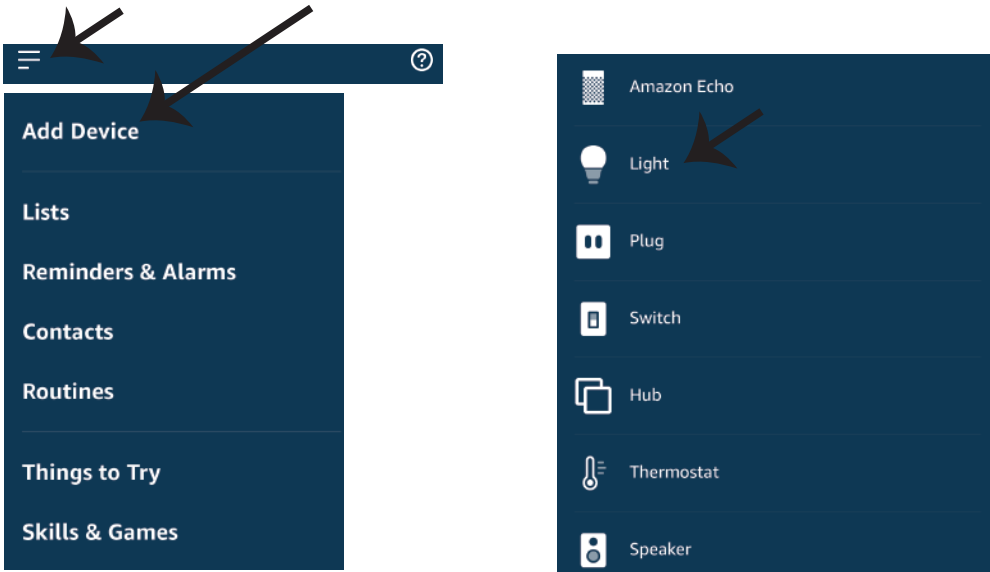 Add Device
Lists
Reminders & Alarms
Contacts
Routines
Things to Try
Skills & Games
Amazon Echo
Light
Plug
Switch
Hub
Thermostat
Speaker